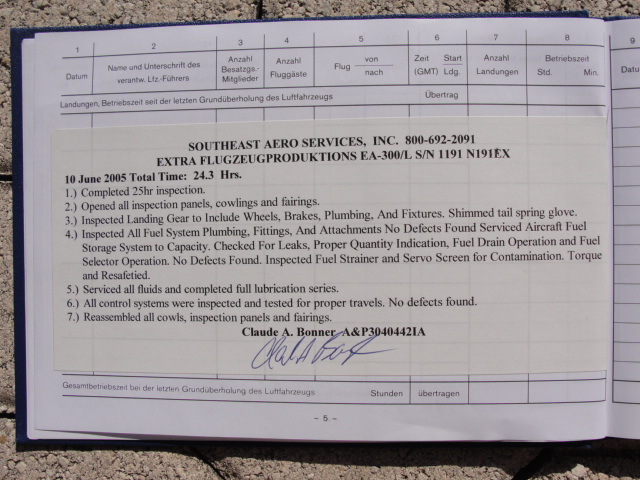 1 2 3 4 5 6 7 8 9
Datum Name und Unterschrift des verantw. Lfz.-Führers Anzahl Besatzgs.- Mitglieder Anzahl Fluggäste Flug von nach Zeit (GMT) Start Ldg. Anzahl Landungen Betriebszeit Std. Min.
Landungen, Betriebszeit seit der letzten Grundüberholung des Luftfahrzeugs Übertrag
SOUTHEAST AERO SERVICES, INC. 800-692-2091
EXTRA FLUGZEUGPRODUKTIONS EA-300/L S/N 1191 N191EX
10 June 2005 Total Time: 24.3 Hrs.
1.) Completed 25hr inspection.
2.) Opened all inspection panels, cowlings and fairings.
3.) Inspected Landing Gear to Include Wheels, Brakes, Plumbing, And Fixtures. Shimmed tail spring glove.
4.) Inspected All Fuel System Plumbing, Fittings, And Attachments No Defects Found Serviced Aircraft Fuel
Storage System to Capacity. Checked For Leaks, Proper Quantity Indication, Fuel Drain Operation and Fuel
Selector Operation. No Defects Found. Inspected Fuel Strainer and Servo Screen for Contamination. Torque
and Resafetied.
5.) Serviced all fluids and completed full lubrication series.
6.) All control systems were inspected and tested for proper travels. No defects found.
7.) Reassembled all cowls, inspection panels and fairings.
Claude A. Bonner A&P3040442IA
Gesamtbetriebszeit bei der letzten Grundüberholung des Luftfahrzeugs Stunden übertragen
- 5 -